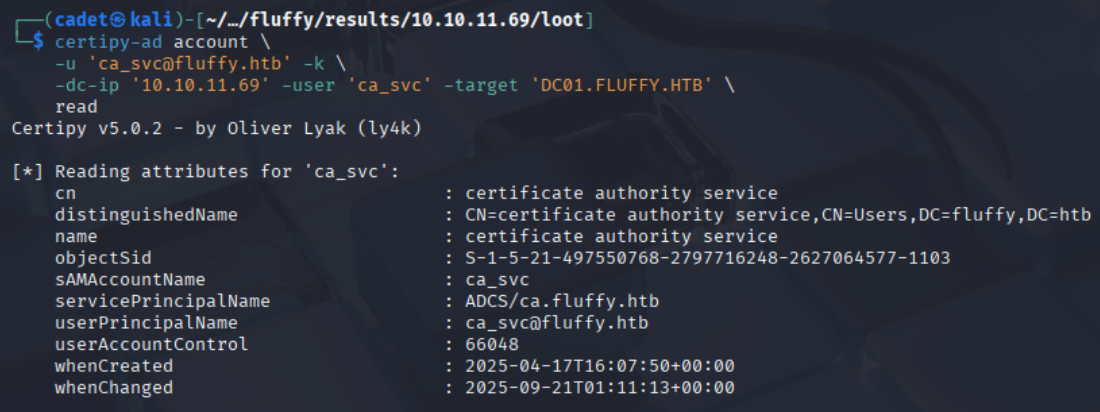 ┌──(cadet㉿kali)-[~/…/fluffy/results/10.10.11.69/loot]
└─$ certipy-ad account \
-u 'ca_svc@fluffy.htb' -k \
-dc-ip '10.10.11.69' -user 'ca_svc' -target 'DC01.FLUFFY.HTB' \
read
Certipy v5.0.2 - by Oliver Lyak (ly4k)
[*] Reading attributes for 'ca_svc':
cn : certificate authority service
distinguishedName : CN=certificate authority service,CN=Users,DC=fluffy,DC=htb
name : certificate authority service
objectSid : S-1-5-21-497550768-2797716248-2627064577-1103
sAMAccountName : ca_svc
servicePrincipalName : ADCS/ca.fluffy.htb
userPrincipalName : ca_svc@fluffy.htb
userAccountControl : 66048
whenCreated : 2025-04-17T16:07:50+00:00
whenChanged : 2025-09-21T01:11:13+00:00